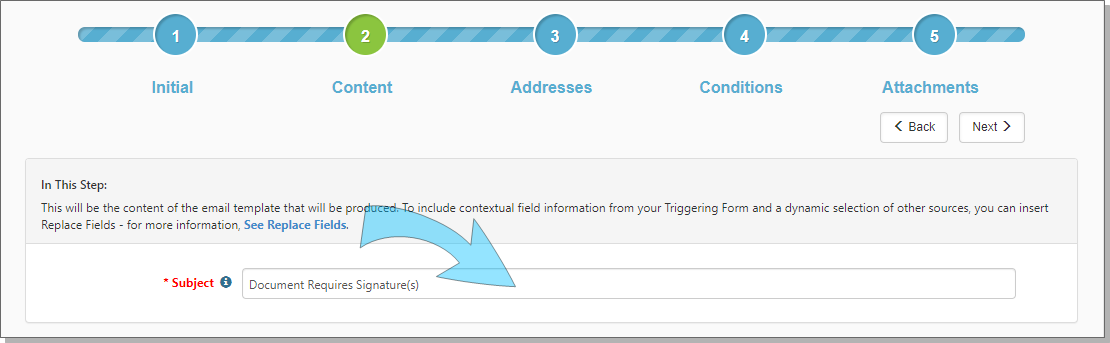 1 2 3 4 5
Initial Content Addresses Conditions Attachments
Back Next
In This Step:
This will be the content of the email template that will be produced. To include contextual field information from your Triggering Form and a dynamic selection of other sources, you can insert
Replace Fields - for more information, See Replace Fields.
* Subject Document Requires Signature(s)